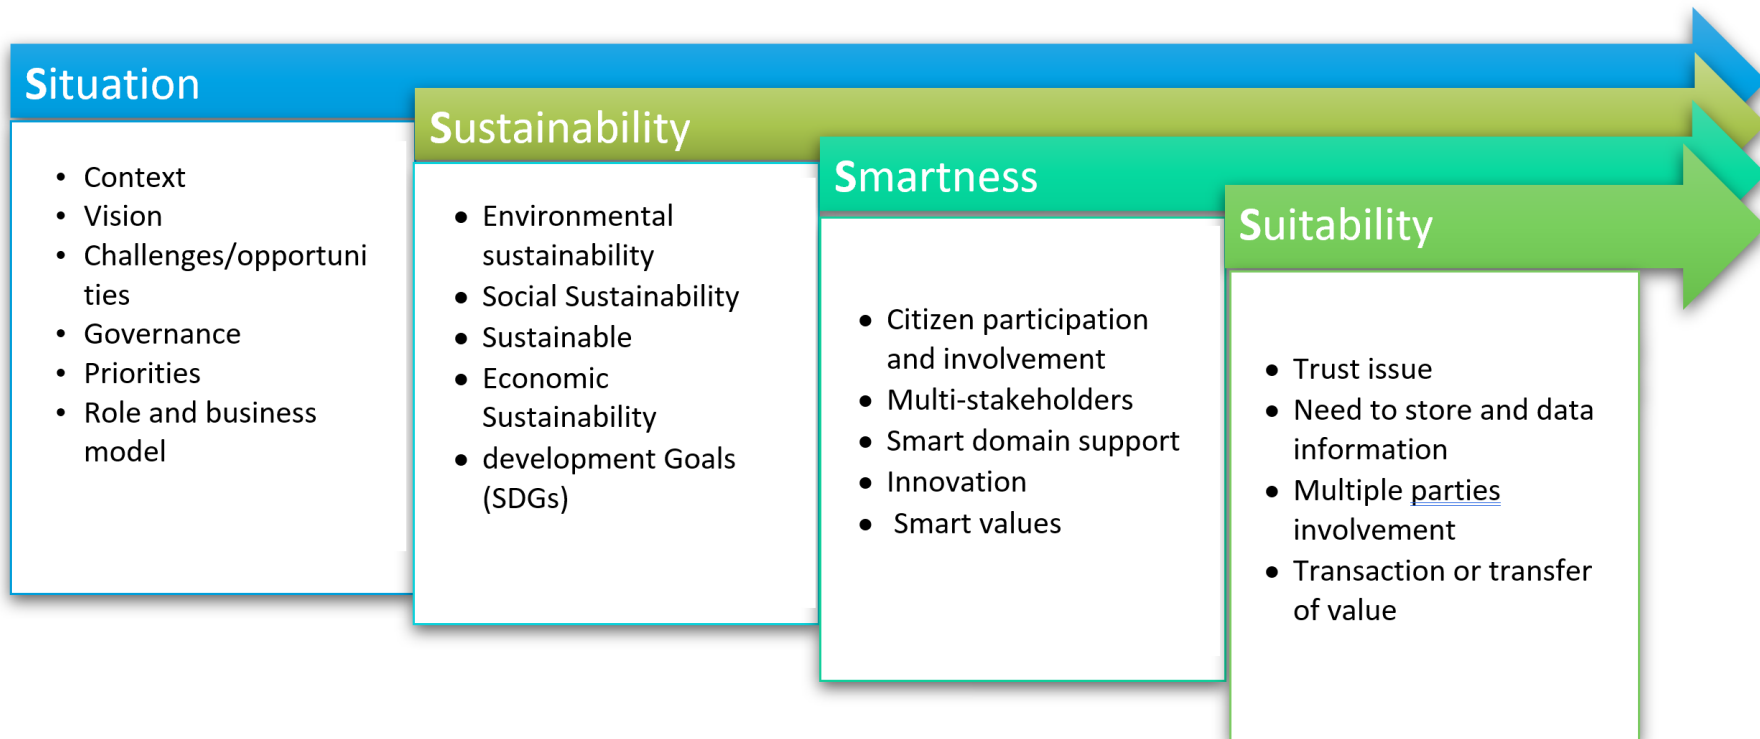 Situation
• Context
• Vision
• Challenges/opportuni
ties
• Governance
• Priorities
• Role and business
model
Sustainability
• Environmental
sustainability
• Social Sustainability
• Sustainable
• Economic
Sustainability
• development Goals
(SDGs)
Smartness
• Citizen participation
and involvement
• Multi-stakeholders
• Smart domain support
• Innovation
• Smart values
Suitability
• Trust issue
• Need to store and data
information
• Multiple parties
involvement
• Transaction or transfer
of value